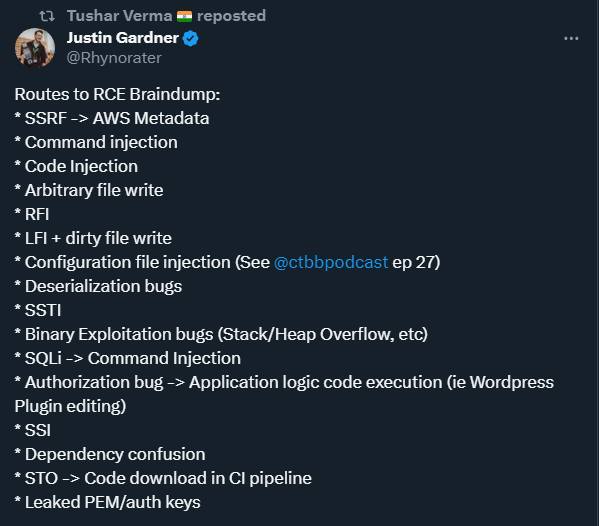 Tushar Verma 🇮🇳 reposted
Justin Gardner
@Rhynorater
Routes to RCE Braindump:
* SSRF -> AWS Metadata
* Command injection
* Code Injection
* Arbitrary file write
* RFI
* LFI + dirty file write
* Configuration file injection (See @ctbbpodcast ep 27)
* Deserialization bugs
* SSTI
* Binary Exploitation bugs (Stack/Heap Overflow, etc)
* SQLi -> Command Injection
* Authorization bug -> Application logic code execution (ie Wordpress
Plugin editing)
* SSI
* Dependency confusion
* STO -> Code download in CI pipeline
* Leaked PEM/auth keys